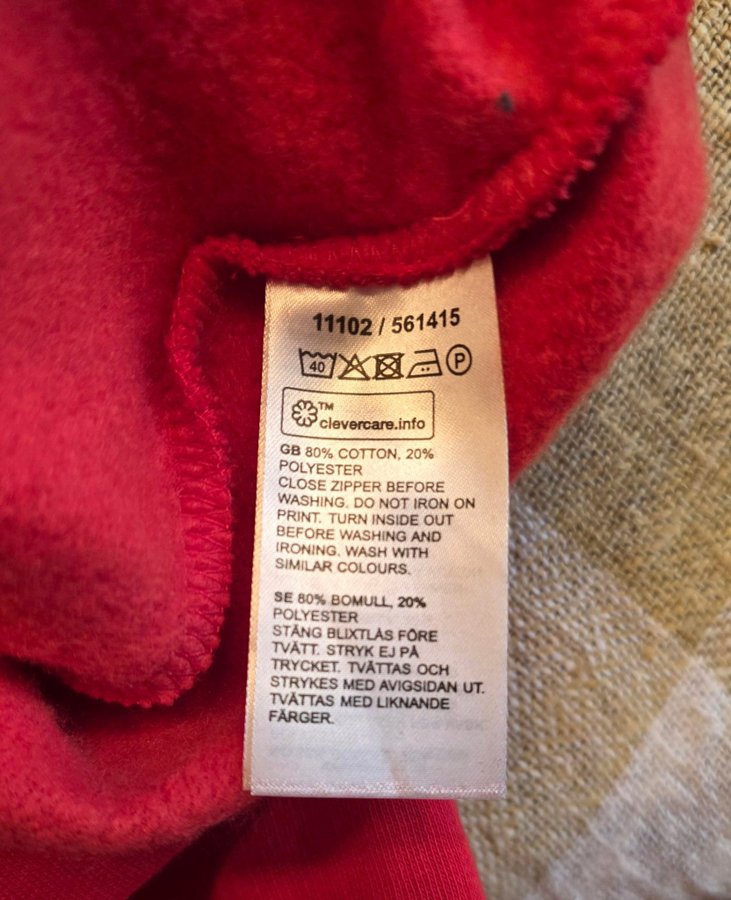 11102 / 561415
40 P
TM
clevercare.info
GB 80% COTTON, 20%
POLYESTER
CLOSE ZIPPER BEFORE
WASHING. DO NOT IRON ON
PRINT. TURN INSIDE OUT
BEFORE WASHING AND
IRONING. WASH WITH
SIMILAR COLOURS.
SE 80% BOMULL, 20%
POLYESTER
STÄNG BLIXTLÅS FÖRE
TVÄTT. STRYK EJ PÅ
TRYCKET. TVÄTTAS OCH
STRYKES MED AVIGSIDAN UT.
TVÄTTAS MED LIKNANDE
FÄRGER.